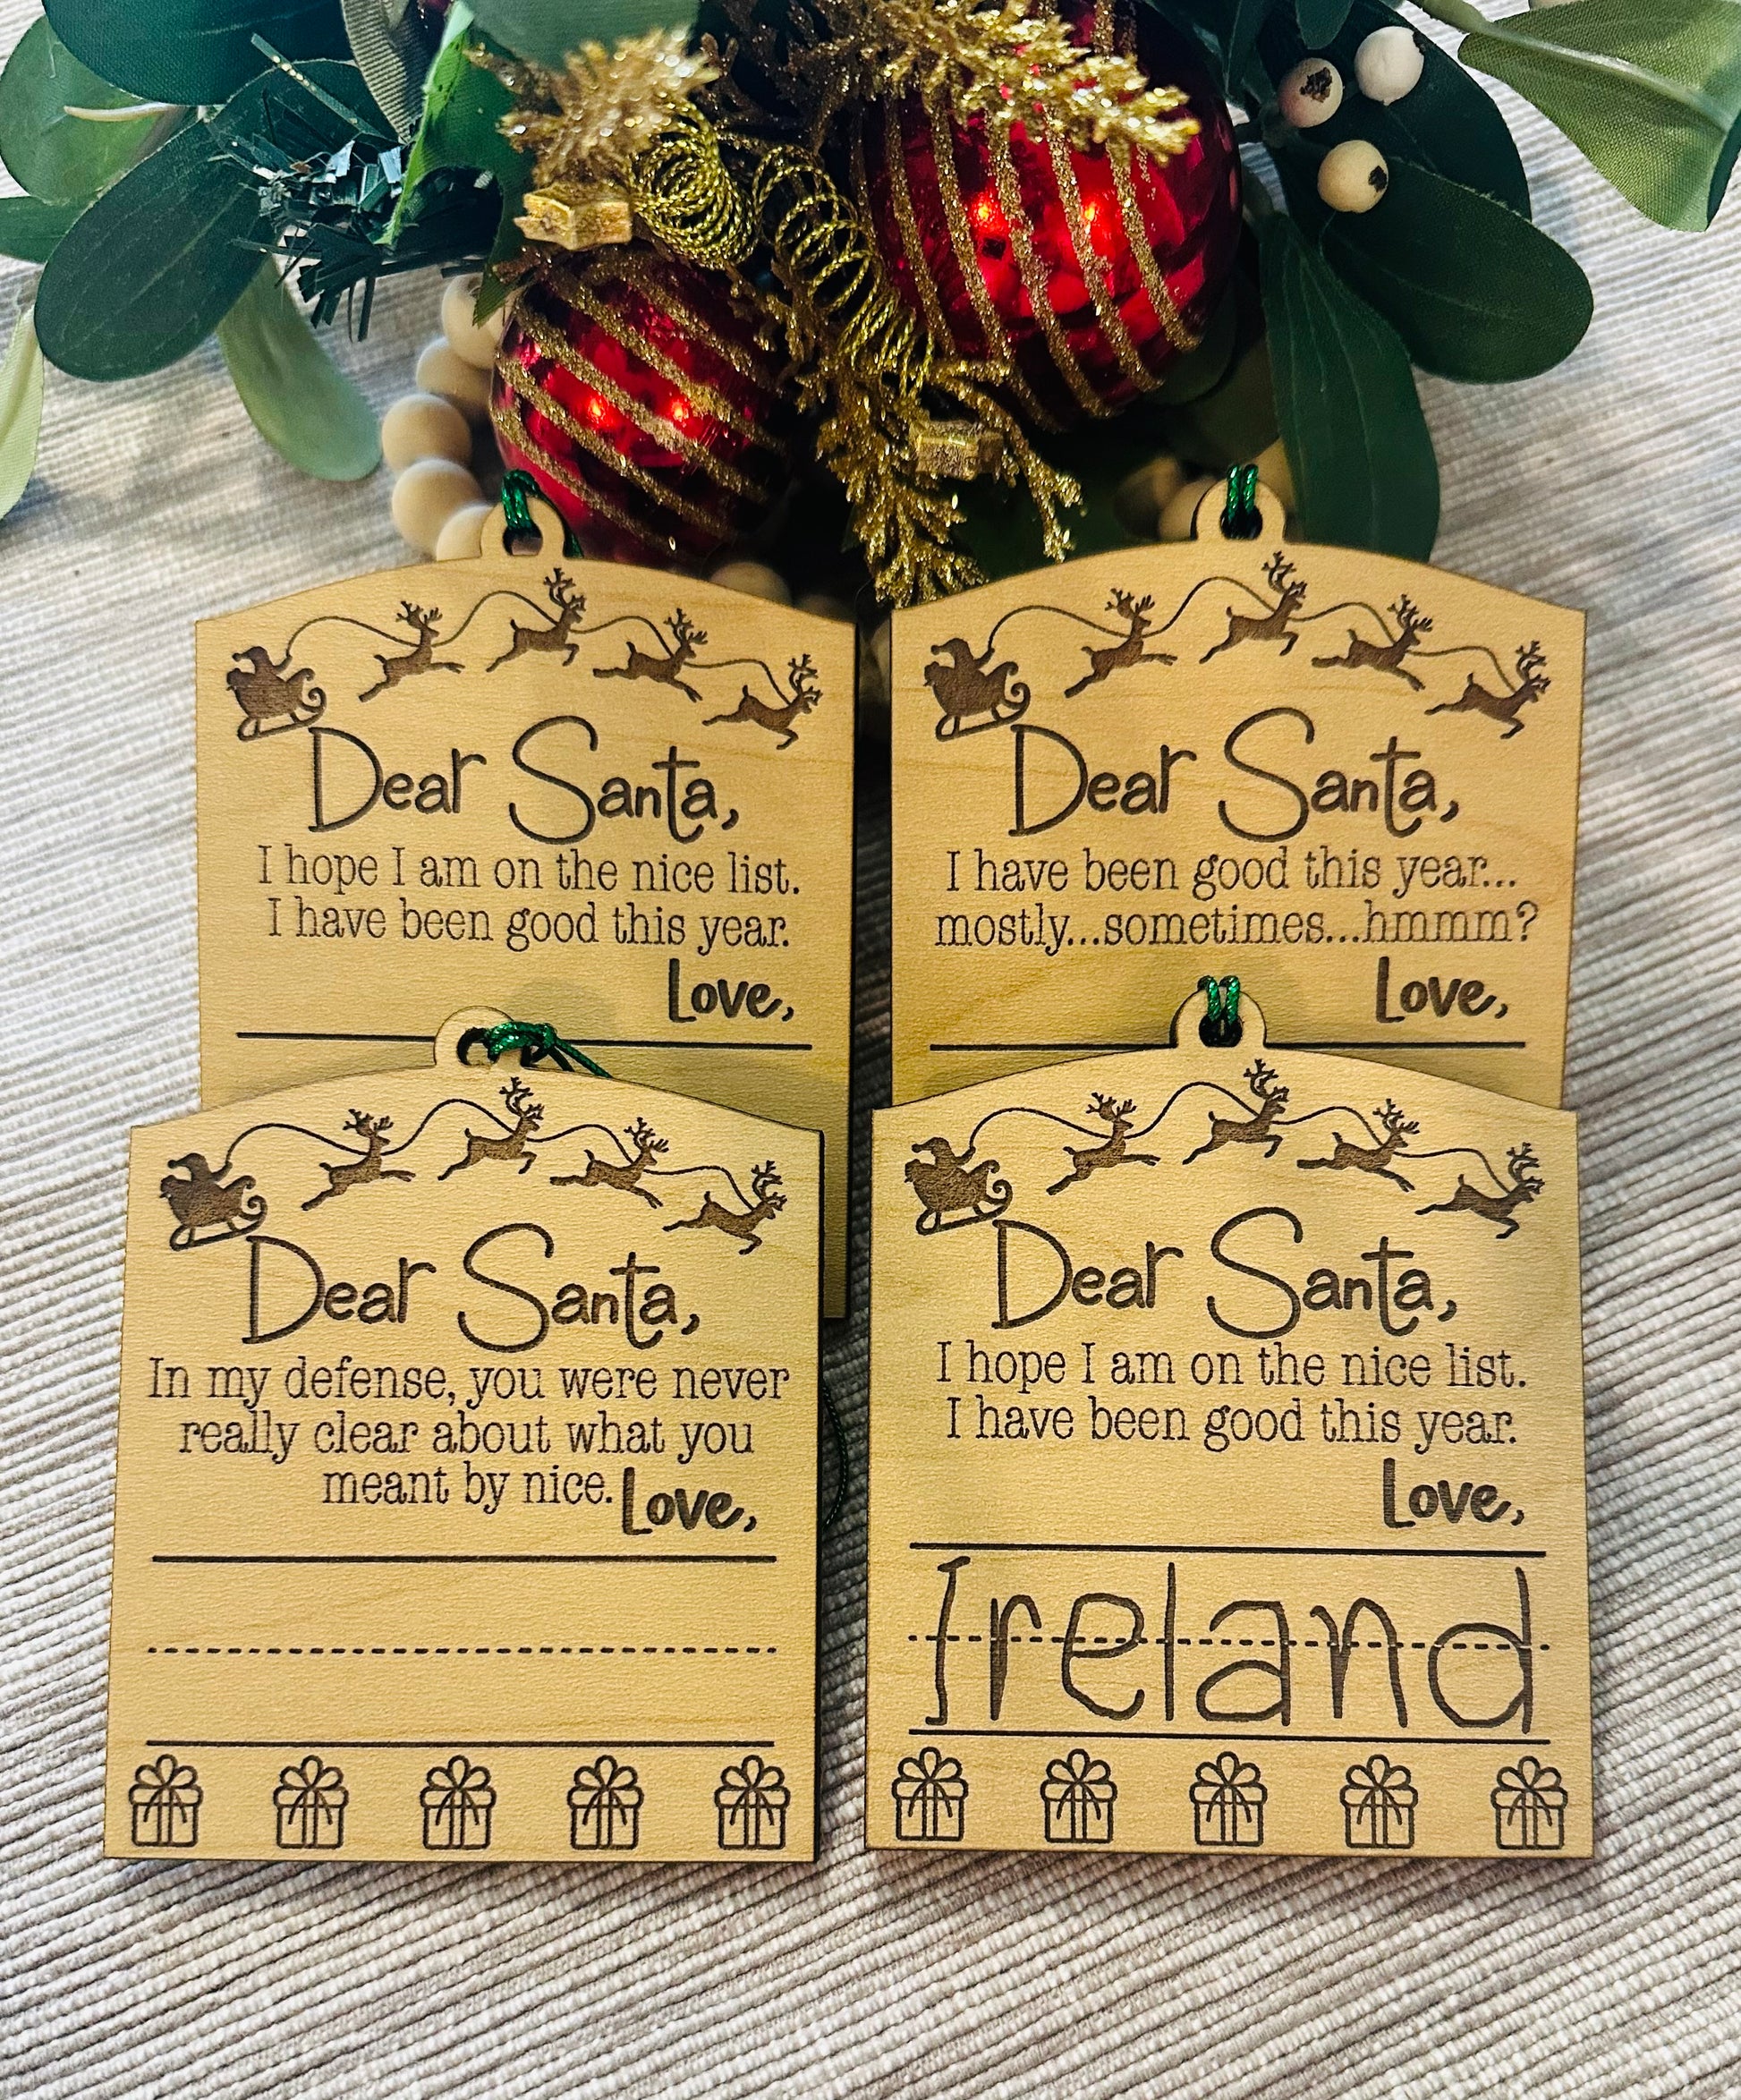 Dear Santa,
I hope I am on the nice list.
I have been good this year.
Love,
Dear Santa,
I have been good this year...
mostly...sometimes...hmmm?
Love,
Dear Santa,
In my defense, you were never
really clear about what you
meant by nice. Love,
Dear Santa,
I hope I am on the nice list.
I have been good this year.
Love,
Ireland